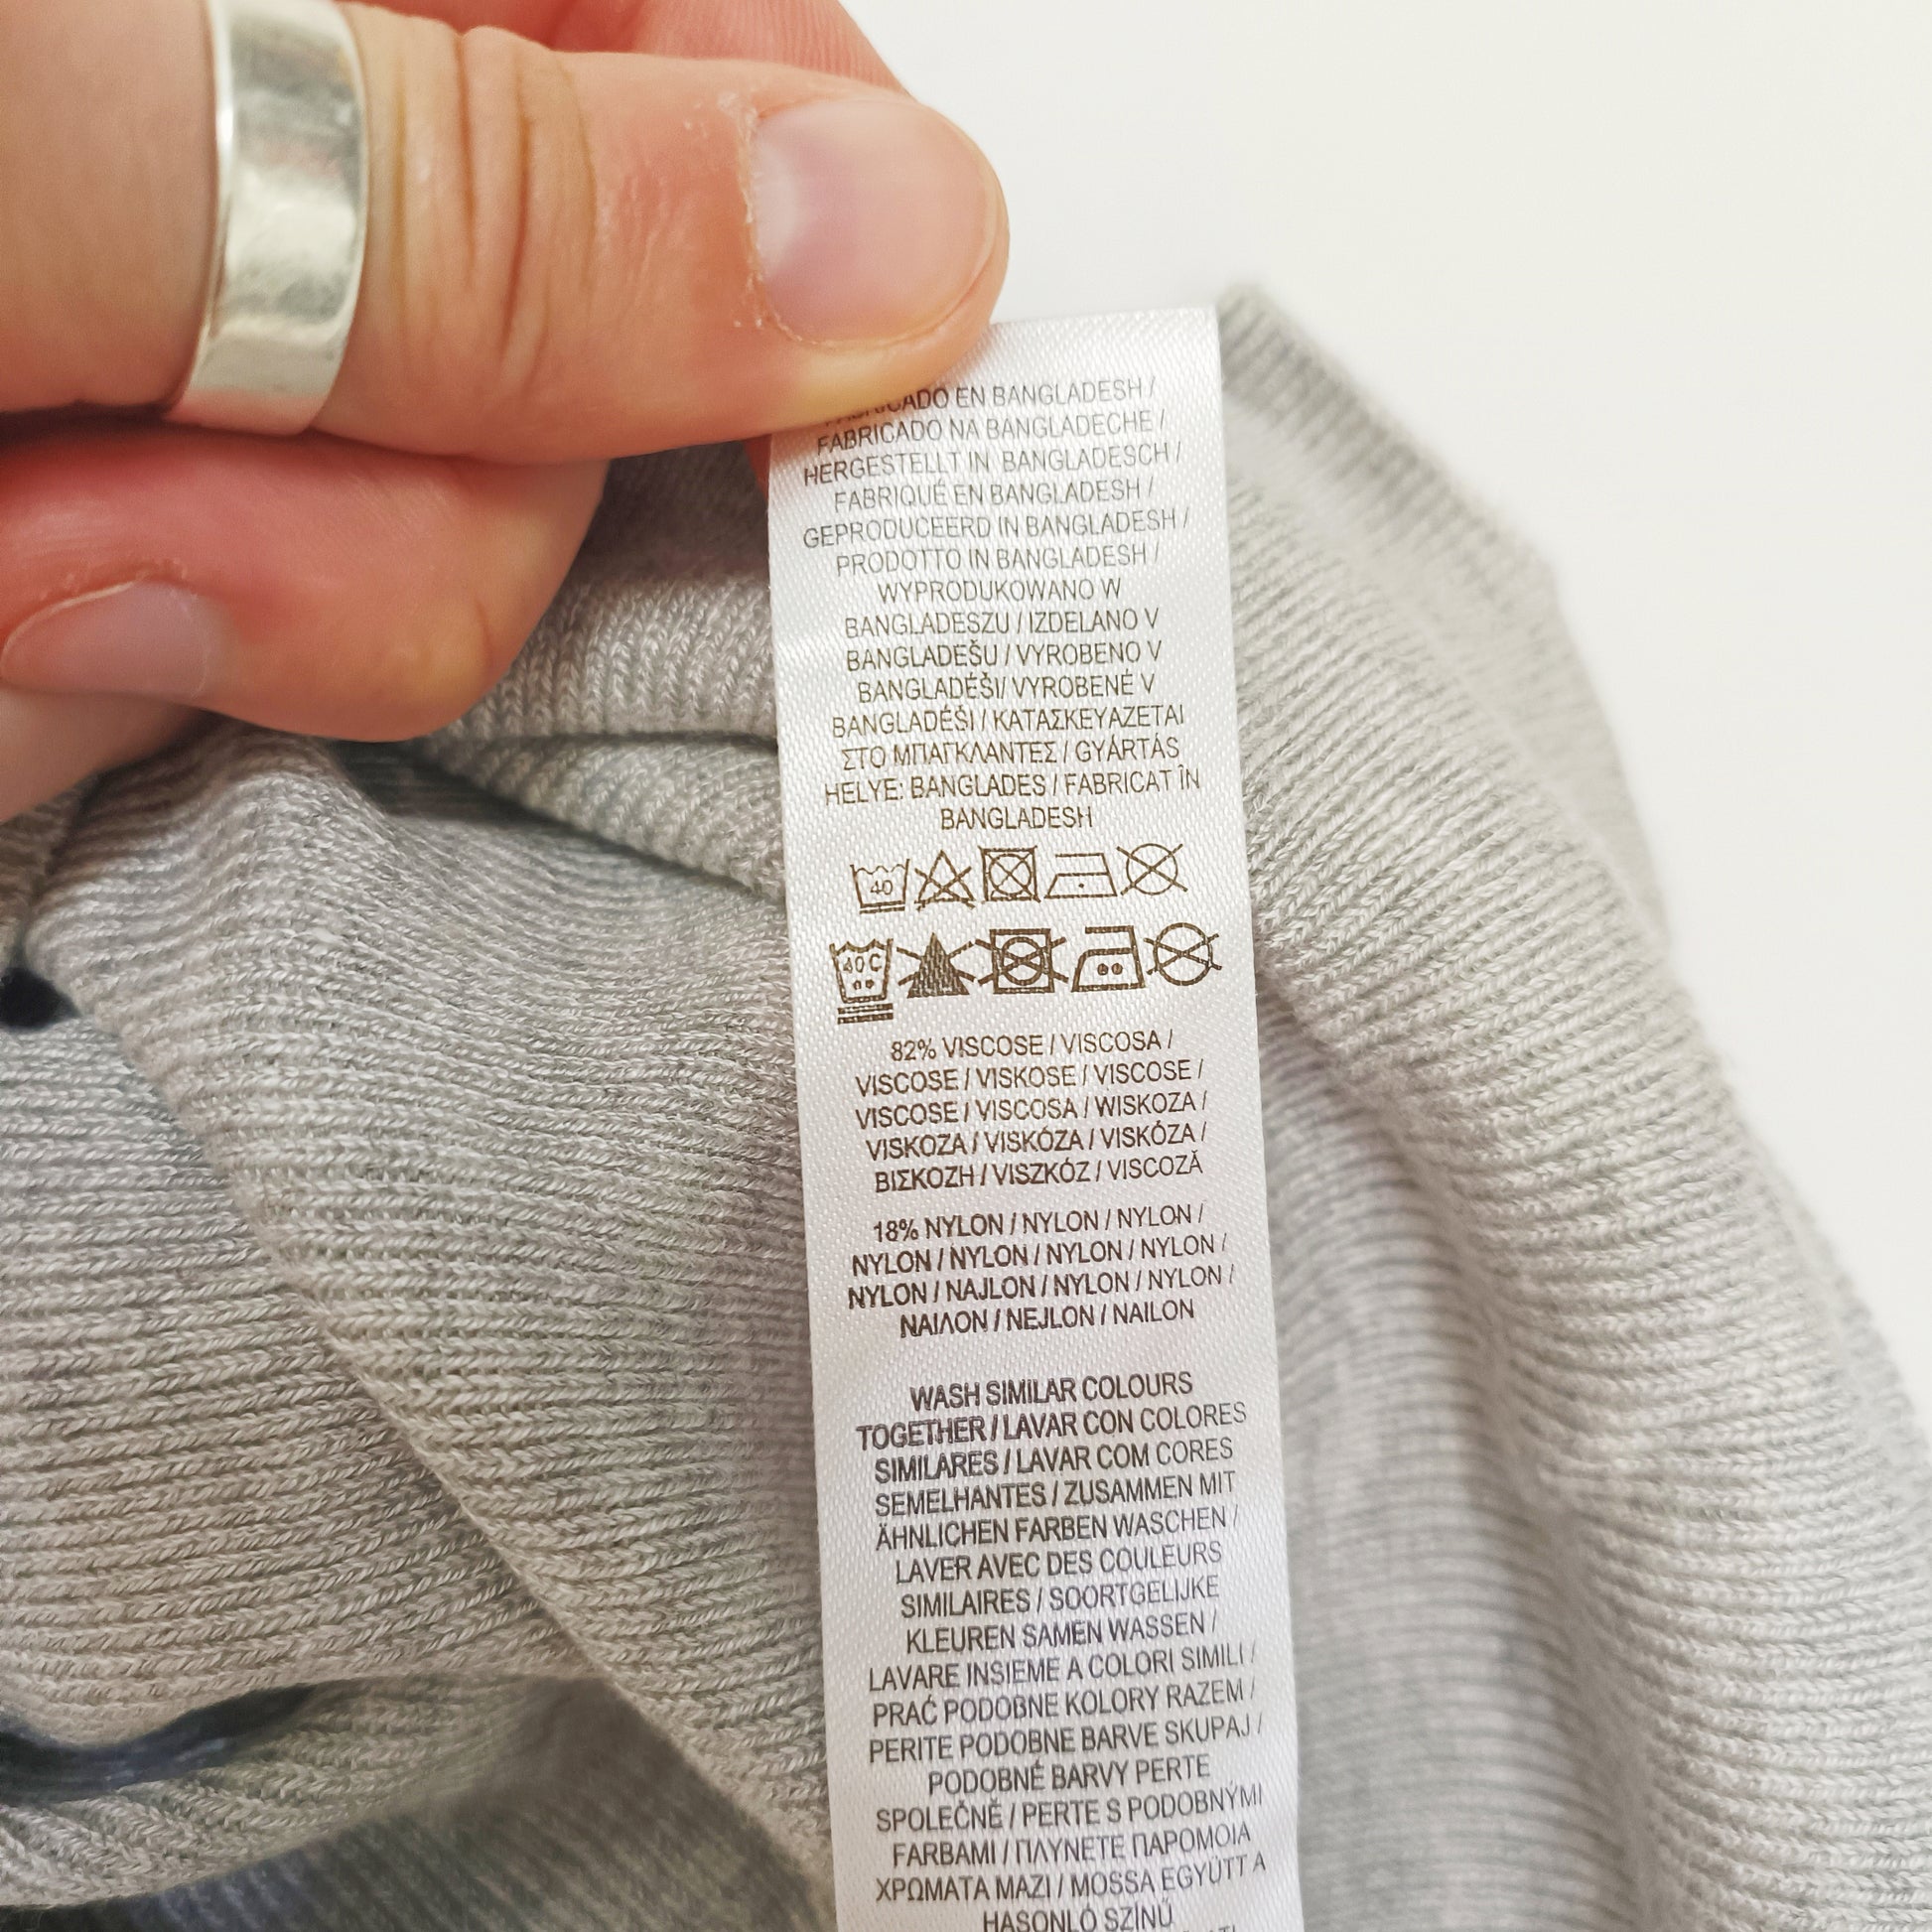 FABRICADO EN BANGLADESH /
FABRICADO NA BANGLADECHE /
HERGESTELLT IN BANGLADESCH /
FABRIQUÉ EN BANGLADESH /
GEPRODUCEERD IN BANGLADESH /
PRODOTTO IN BANGLADESH /
WYPRODUKOWANO W
BANGLADESZU / IZDELANO V
BANGLADEŠU / VYROBENO V
BANGLADÉŠI/ VYROBENÉ V
BANGLADÉŠI / ΚΑΤΑΣΚΕΥΑΖΕΤΑΙ
ΣΤΟ ΜΠΑΓΚΛΑΝΤΕΣ / GYÁRTÁS
HELYE: BANGLADES / FABRICAT ÎN
BANGLADESH
40
40C
82% VISCOSE / VISCOSA /
VISCOSE / VISKOSE / VISCOSE /
VISCOSE / VISCOSA / WISKOZA /
VISKOZA / VISKÓZA / VISKÓZA /
ΒΙΣΚΟΖΗ / VISZKÓZ / VISCOZĂ
18% NYLON / NYLON / NYLON /
NYLON / NYLON / NYLON / NYLON /
NYLON / NAJLON / NYLON / NYLON /
ΝΑΙΛΟΝ / NEJLON / NAILON
WASH SIMILAR COLOURS
TOGETHER / LAVAR CON COLORES
SIMILARES / LAVAR COM CORES
SEMELHANTES / ZUSAMMEN MIT
ÄHNLICHEN FARBEN WASCHEN /
LAVER AVEC DES COULEURS
SIMILAIRES / SOORTGELIJKE
KLEUREN SAMEN WASSEN /
LAVARE INSIEME A COLORI SIMILI /
PRAĆ PODOBNE KOLORY RAZEM /
PERITE PODOBNE BARVE SKUPAJ /
PODOBNÉ BARVY PERTE
SPOLEČNĚ / PERTE S PODOBNÝMI
FARBAMI / ΠΛΥΝΕΤΕ ΠΑΡΟΜΟΙΑ
ΧΡΩΜΑΤΑ ΜΑΖΙ / MOSSA EGYÜTT A
HASONLÓ SZÍNŰ